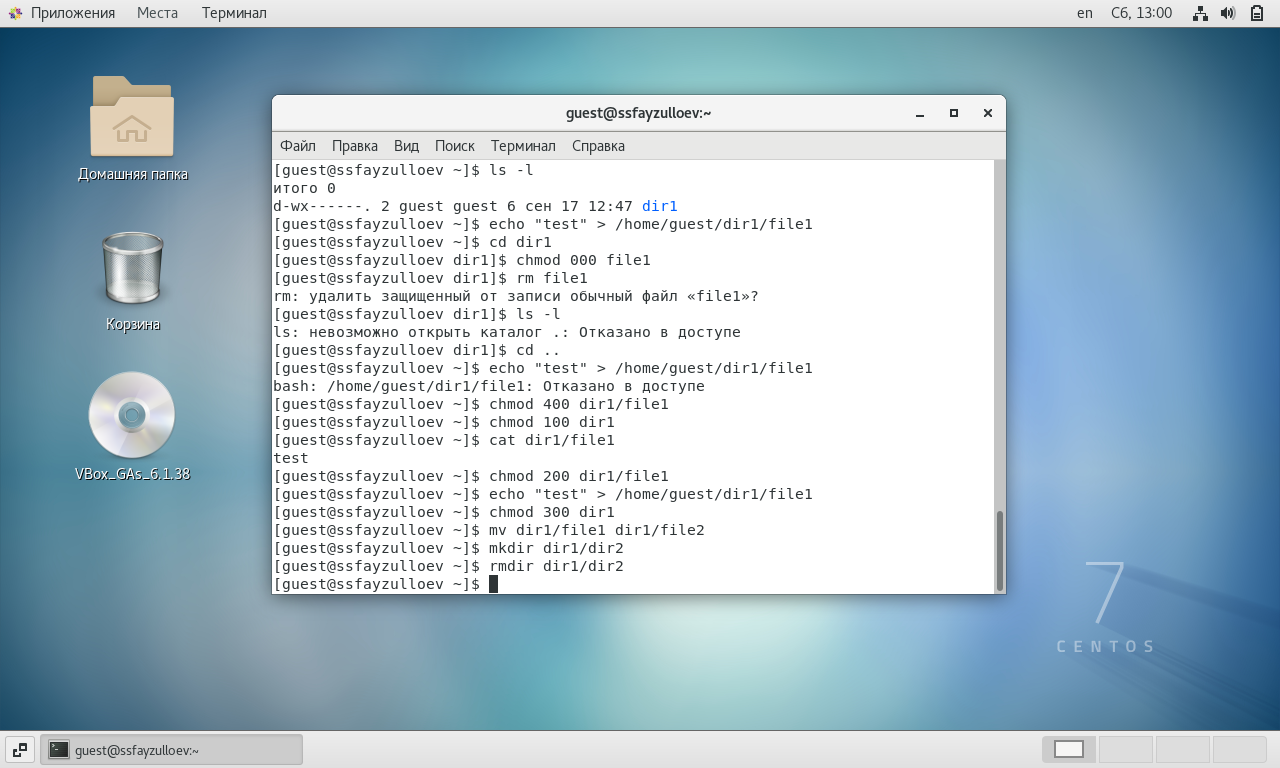 Приложения Места Терминал en Сб, 13:00
Домашняя папка
Корзина
VBox_GAs_6.1.38
guest@ssfayzulloev:~
Файл Правка Вид Поиск Терминал Справка
[guest@ssfayzulloev ~]$ ls -l
итого 0
d-wx------. 2 guest guest 6 сен 17 12:47 dir1
[guest@ssfayzulloev ~]$ echo "test" > /home/guest/dir1/file1
[guest@ssfayzulloev ~]$ cd dir1
[guest@ssfayzulloev dir1]$ chmod 000 file1
[guest@ssfayzulloev dir1]$ rm file1
rm: удалить защищенный от записи обычный файл «file1»?
[guest@ssfayzulloev dir1]$ ls -l
ls: невозможно открыть каталог .: Отказано в доступе
[guest@ssfayzulloev dir1]$ cd ..
[guest@ssfayzulloev ~]$ echo "test" > /home/guest/dir1/file1
bash: /home/guest/dir1/file1: Отказано в доступе
[guest@ssfayzulloev ~]$ chmod 400 dir1/file1
[guest@ssfayzulloev ~]$ chmod 100 dir1
[guest@ssfayzulloev ~]$ cat dir1/file1
test
[guest@ssfayzulloev ~]$ chmod 200 dir1/file1
[guest@ssfayzulloev ~]$ echo "test" > /home/guest/dir1/file1
[guest@ssfayzulloev ~]$ chmod 300 dir1
[guest@ssfayzulloev ~]$ mv dir1/file1 dir1/file2
[guest@ssfayzulloev ~]$ mkdir dir1/dir2
[guest@ssfayzulloev ~]$ rmdir dir1/dir2
[guest@ssfayzulloev ~]$
7
CENTOS
guest@ssfayzulloev:~